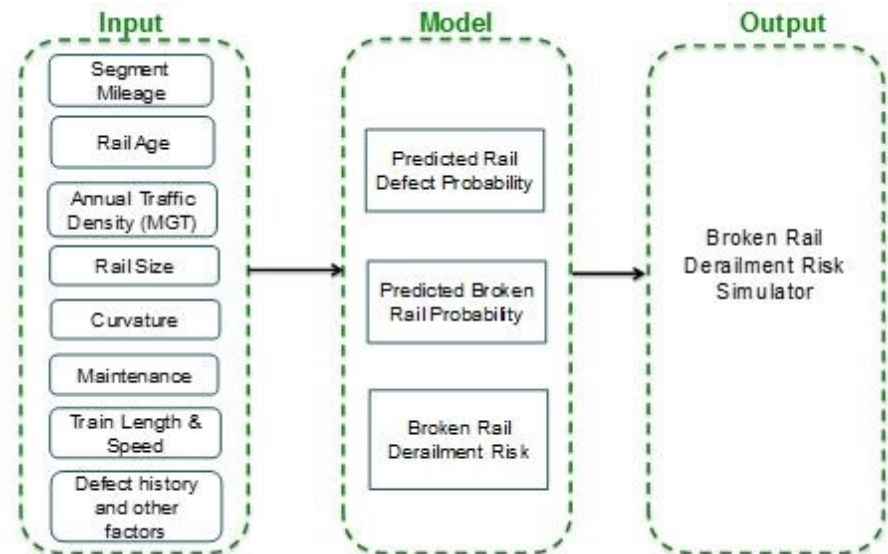 Input
Model
Output
Segment
Mileage
Rail Age
Annual Traffic
Density (MGT)
Rail Size
Curvature
Maintenance
Train Length &
Speed
Defect history
and other
factors
Predicted Rail
Defect Probability
Predicted Broken
Rail Probability
Broken Rail
Derailment Risk
Broken Rail
Derailment Risk
Simulator